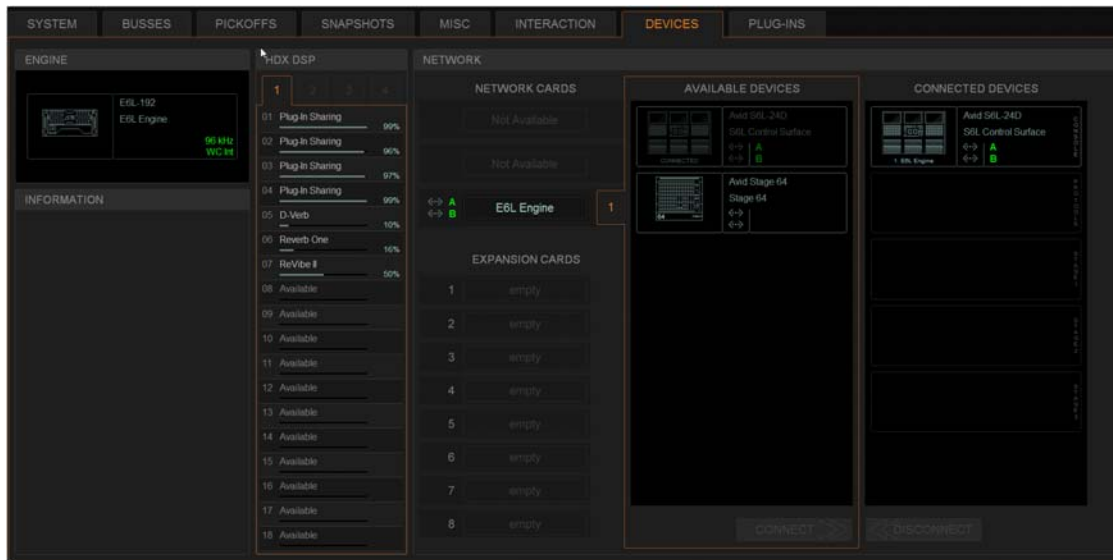 SYSTEM BUSSES PICKOFFS SNAPSHOTS MISC INTERACTION DEVICES PLUG-INS
ENGINE
E6L-192
E6L Engine
96 kHz
WC Int
INFORMATION
HDX DSP
1 2 3 4
01 Plug-In Sharing 99%
02 Plug-In Sharing 96%
03 Plug-In Sharing 97%
04 Plug-In Sharing 99%
05 D-Verb 10%
06 Reverb One 16%
07 ReVibe II 50%
08 Available
09 Available
10 Available
11 Available
12 Available
13 Available
14 Available
15 Available
16 Available
17 Available
18 Available
NETWORK
NETWORK CARDS
Not Available
Not Available
A
B
E6L Engine 1
EXPANSION CARDS
1 empty
2 empty
3 empty
4 empty
5 empty
6 empty
7 empty
8 empty
AVAILABLE DEVICES
Avid S6L-24D
S6L Control Surface
A
B
CONNECTED
Avid Stage 64
Stage 64
64
CONNECT
CONNECTED DEVICES
Avid S6L-24D
S6L Control Surface
A
B
1 E6L Engine
DISCONNECT